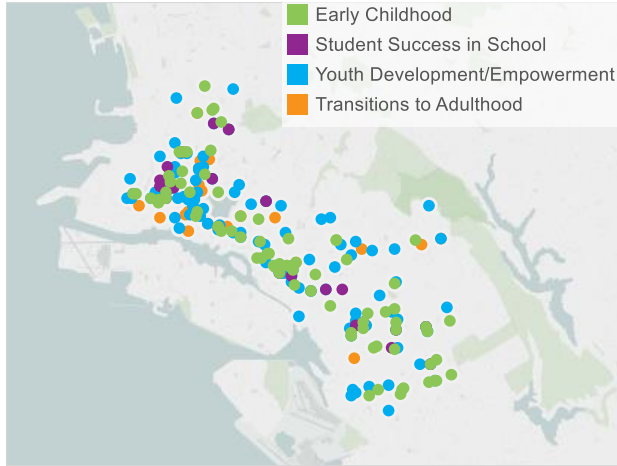 Early Childhood
Student Success in School
Youth Development/Empowerment
Transitions to Adulthood